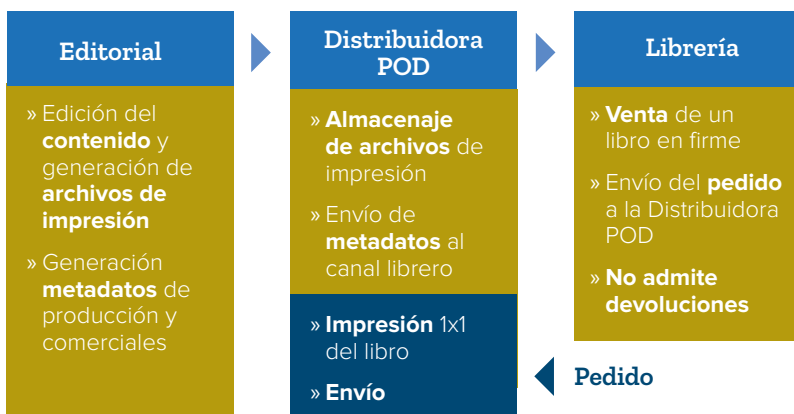 Editorial
» Edición del
contenido y
generación de
archivos de
impresión
» Generación
metadatos de
producción y
comerciales
Distribuidora
POD
» Almacenaje
de archivos de
impresión
» Envío de
metadatos al
canal librero
» Impresión 1x1
del libro
» Envío
Librería
» Venta de un
libro en firme
» Envío del pedido
a la Distribuidora
POD
» No admite
devoluciones
Pedido